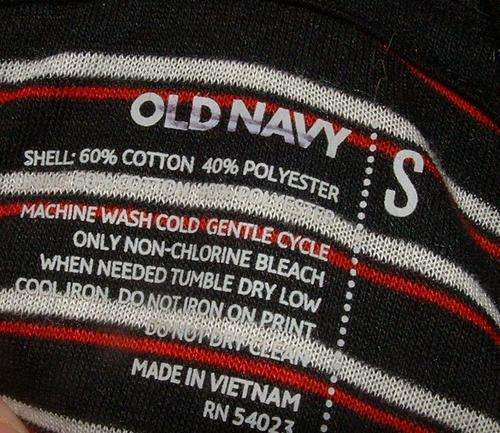 OLD NAVY
S
SHELL: 60% COTTON 40% POLYESTER
MACHINE WASH COLD GENTLE CYCLE
ONLY NON-CHLORINE BLEACH
WHEN NEEDED TUMBLE DRY LOW
COOL IRON. DO NOT IRON ON PRINT
DO NOT DRY CLEAN
MADE IN VIETNAM
RN 54023